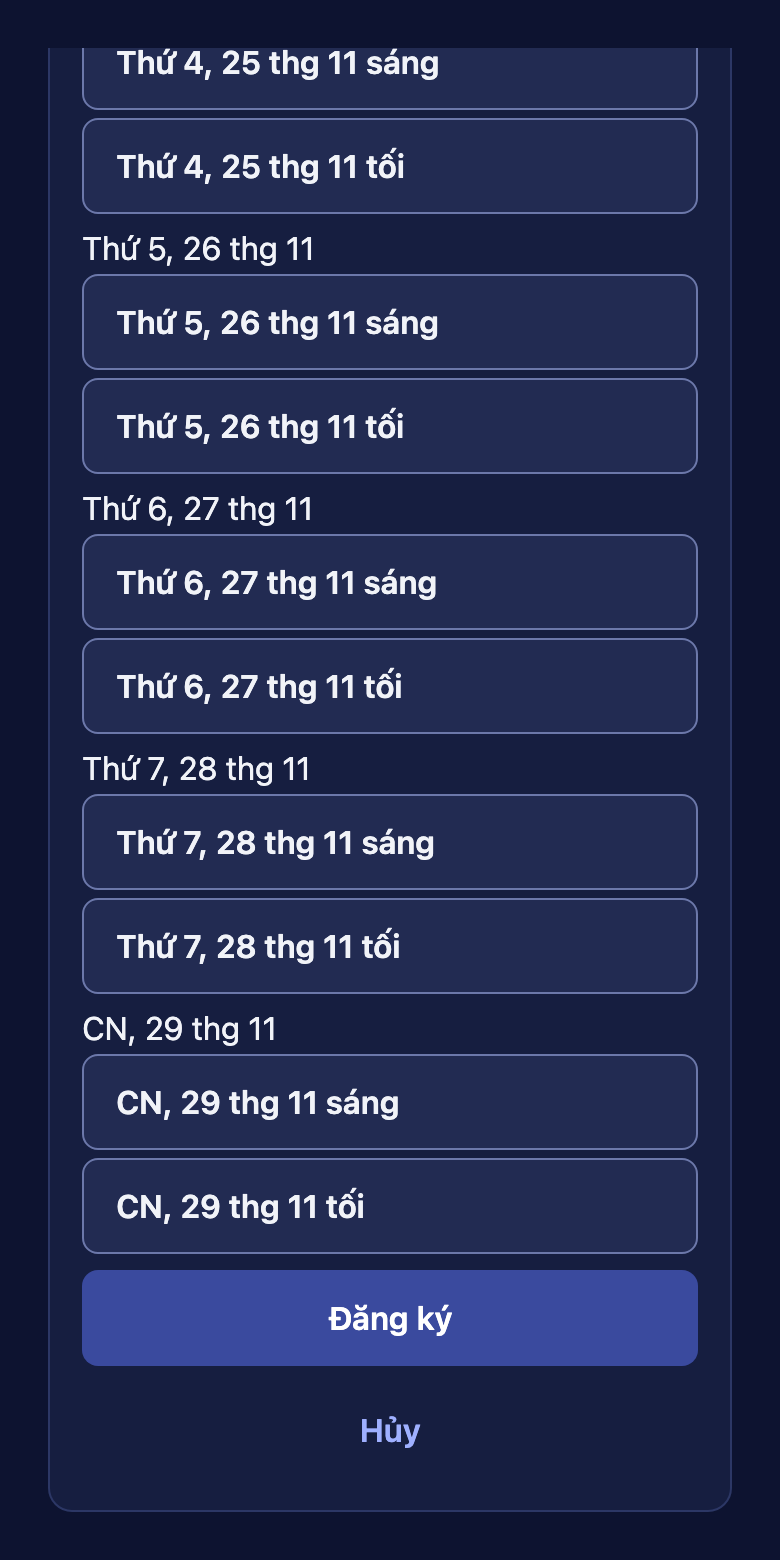 Thứ 4, 25 thg 11 sáng
Thứ 4, 25 thg 11 tối
Thứ 5, 26 thg 11
Thứ 5, 26 thg 11 sáng
Thứ 5, 26 thg 11 tối
Thứ 6, 27 thg 11
Thứ 6, 27 thg 11 sáng
Thứ 6, 27 thg 11 tối
Thứ 7, 28 thg 11
Thứ 7, 28 thg 11 sáng
Thứ 7, 28 thg 11 tối
CN, 29 thg 11
CN, 29 thg 11 sáng
CN, 29 thg 11 tối
Đăng ký
Hủy